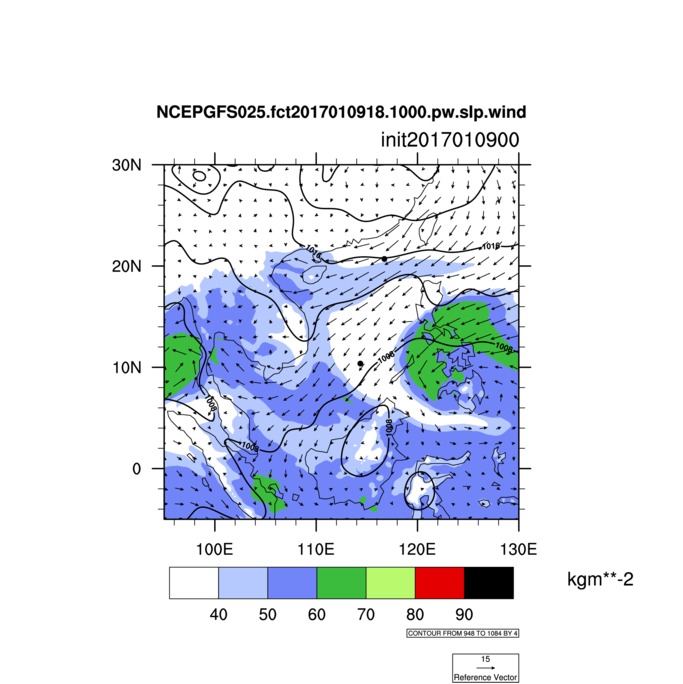 NCEPGFS025.fct2017010918.1000.pw.slp.wind
init2017010900
30N
20N
10N
0
1016
1016
1008
1008
1008
1008
1008
100E 110E 120E 130E
kgm**-2
40 50 60 70 80 90
CONTOUR FROM 948 TO 1084 BY 4
15
Reference Vector